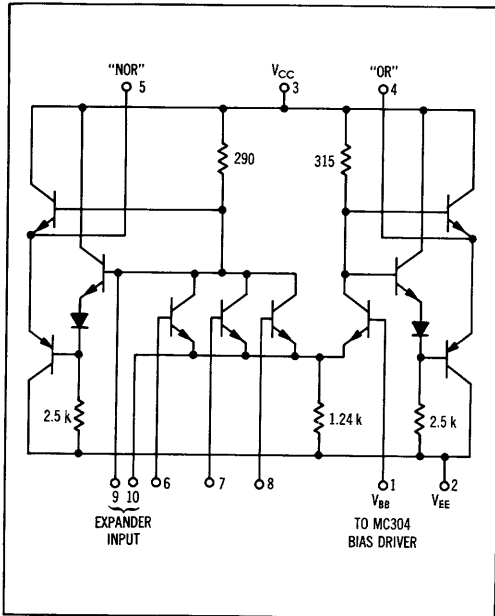 "NOR"
5
VCC
3
"OR"
4
290
315
2.5 k
1.24 k
2.5 k
9
10
6
7
8
1
2
VBB
VEE
EXPANDER
INPUT
TO MC304
BIAS DRIVER